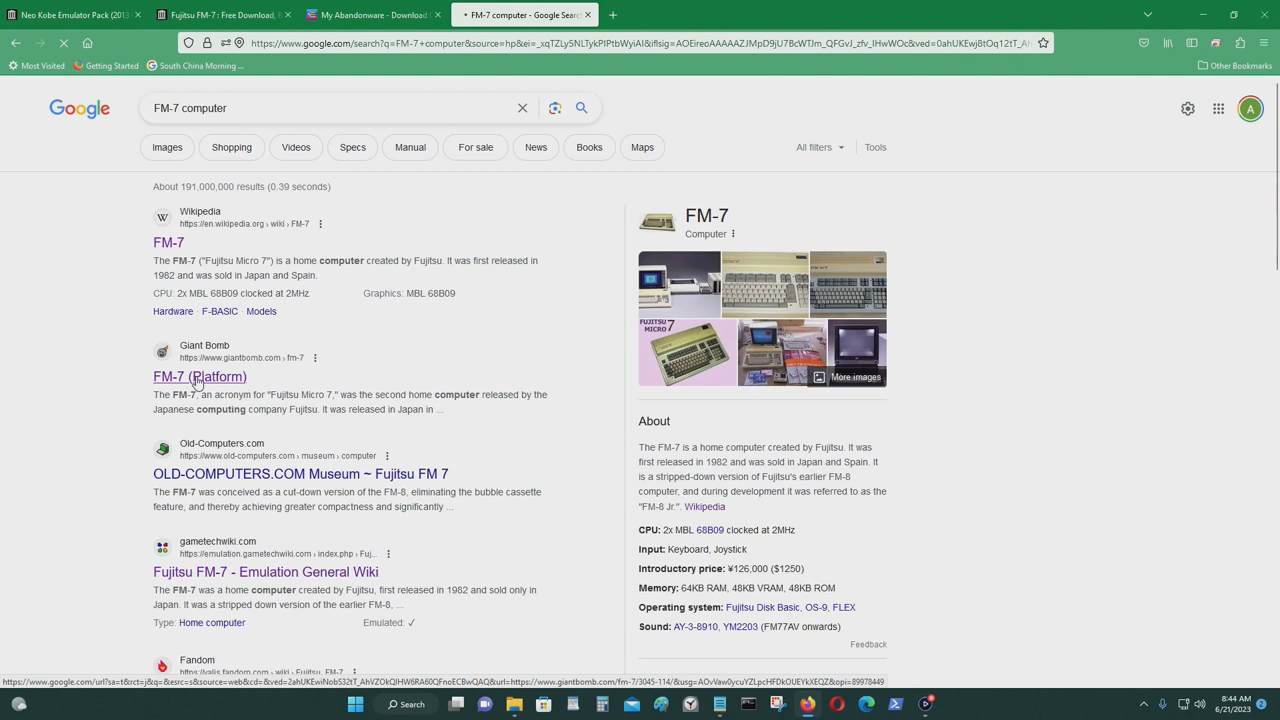 Neo Kobe Emulator Pack (2013
Fujitsu FM-7 : Free Download, B
My Abandonware - Download
FM-7 computer - Google Searc
https://www.google.com/search?q=FM-7+computer&source=hp&ei=_xqTZLy5NLTykPIPtbWyiAI&iflsig=AOEireoAAAAAZJMpD9jU7BcWTJm_QFGvJ_zfv_IHwWOc&ved=0ahUKEwj8tOq12tT_Ah
Most Visited
Getting Started
South China Morning ...
Other Bookmarks
Google
FM-7 computer
A
Images
Shopping
Videos
Specs
Manual
For sale
News
Books
Maps
All filters
Tools
About 191,000,000 results (0.39 seconds)
W
Wikipedia
https://en.wikipedia.org › wiki › FM-7
FM-7
The FM-7 ("Fujitsu Micro 7") is a home computer created by Fujitsu. It was first released in
1982 and was sold in Japan and Spain.
CPU: 2x MBL 68B09 clocked at 2MHz
Graphics: MBL 68B09
Hardware · F-BASIC · Models
Giant Bomb
https://www.giantbomb.com › fm-7
FM-7 (Platform)
The FM-7, an acronym for "Fujitsu Micro 7," was the second home computer released by the
Japanese computing company Fujitsu. It was released in Japan in ...
Old-Computers.com
https://www.old-computers.com › museum › computer
OLD-COMPUTERS.COM Museum ~ Fujitsu FM 7
The FM-7 was conceived as a cut-down version of the FM-8, eliminating the bubble cassette
feature, and thereby achieving greater compactness and significantly ...
gametechwiki.com
https://emulation.gametechwiki.com › index.php › Fuj...
Fujitsu FM-7 - Emulation General Wiki
The FM-7 was a home computer created by Fujitsu, first released in 1982 and sold only in
Japan. It was a stripped down version of the earlier FM-8, ...
Type: Home computer
Emulated: ✓
Fandom
https://valis.fandom.com › wiki › Fujitsu_FM-7
FM-7
Computer
FUJITSU
MICRO 7
More images
About
The FM-7 is a home computer created by Fujitsu. It was
first released in 1982 and was sold in Japan and Spain. It
is a stripped-down version of Fujitsu's earlier FM-8
computer, and during development it was referred to as the
"FM-8 Jr.". Wikipedia
CPU: 2x MBL 68B09 clocked at 2MHz
Input: Keyboard, Joystick
Introductory price: ¥126,000 ($1250)
Memory: 64KB RAM, 48KB VRAM, 48KB ROM
Operating system: Fujitsu Disk Basic, OS-9, FLEX
Sound: AY-3-8910, YM2203 (FM77AV onwards)
Feedback
https://www.google.com/url?sa=t&rct=j&q=&esrc=s&source=web&cd=&ved=2ahUKEwiNobS32tT_AhVZOkQIHW6RA60QFnoECBwQAQ&url=https://www.giantbomb.com/fm-7/3045-114/&usg=AOvVaw0ycuYZLpcHFDkOUEYkXEQZ&opi=89978449
Search
8:44 AM
6/21/2023